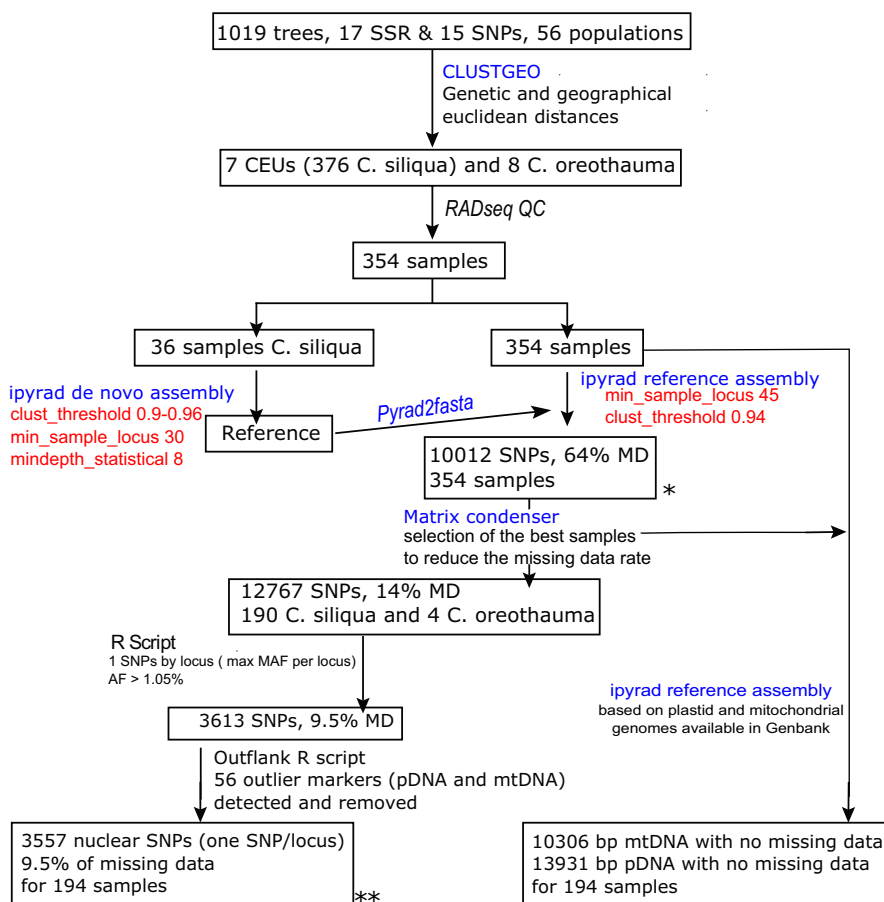 1019 trees, 17 SSR & 15 SNPs, 56 populations
CLUSTGEO
Genetic and geographical
euclidean distances
7 CEUs (376 C. siliqua) and 8 C. oreothauma
RADseq QC
354 samples
36 samples C. siliqua
354 samples
ipyrad de novo assembly
clust_threshold 0.9-0.96
min_sample_locus 30
mindepth_statistical 8
Reference
Pyrad2fasta
ipyrad reference assembly
min_sample_locus 45
clust_threshold 0.94
10012 SNPs, 64% MD
354 samples
*
Matrix condenser
selection of the best samples
to reduce the missing data rate
12767 SNPs, 14% MD
190 C. siliqua and 4 C. oreothauma
R Script
1 SNPs by locus ( max MAF per locus)
AF > 1.05%
ipyrad reference assembly
based on plastid and mitochondrial
genomes available in Genbank
3613 SNPs, 9.5% MD
Outflank R script
56 outlier markers (pDNA and mtDNA)
detected and removed
3557 nuclear SNPs (one SNP/locus)
9.5% of missing data
for 194 samples
**
10306 bp mtDNA with no missing data
13931 bp pDNA with no missing data
for 194 samples